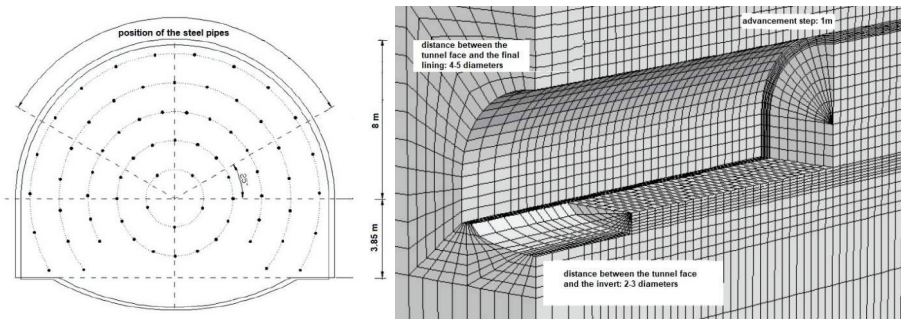 position of the steel pipes
25°
8 m
3.85 m
distance between the
tunnel face and the final
lining: 4-5 diameters
advancement step: 1m
distance between the tunnel face
and the invert: 2-3 diameters